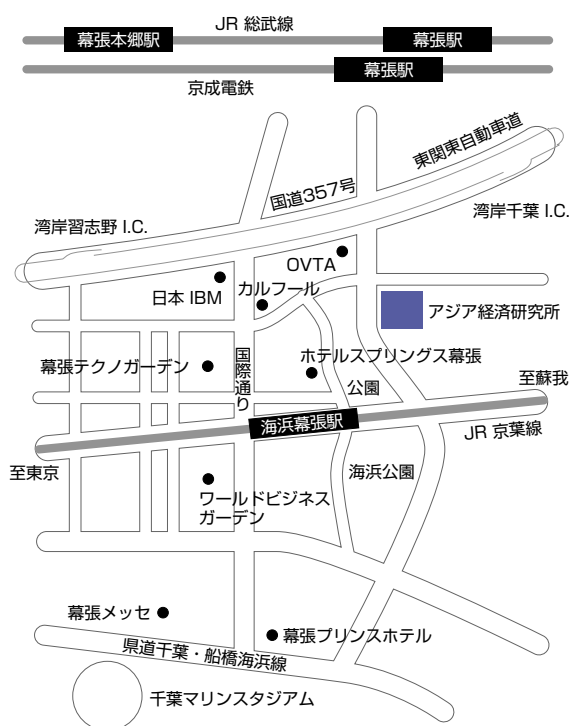 JR 総武線
幕張本郷駅
幕張駅
幕張駅
京成電鉄
東関東自動車道
国道357号
湾岸千葉 I.C.
湾岸習志野 I.C.
OVTA
日本 IBM
カルフール
アジア経済研究所
幕張テクノガーデン
国際通り
ホテルスプリングス幕張
公園
至蘇我
海浜幕張駅
JR 京葉線
至東京
海浜公園
ワールドビジネス
ガーデン
幕張メッセ
幕張プリンスホテル
県道千葉・船橋海浜線
千葉マリンスタジアム